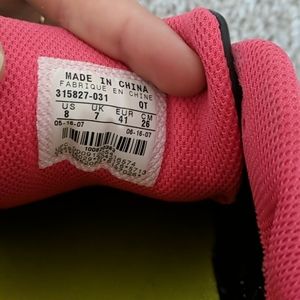 MADE IN CHINA
FABRIQUE EN CHINE
315827-031 QT
US UK EUR CM
8 7 41 26
05-16-07 06-16-07